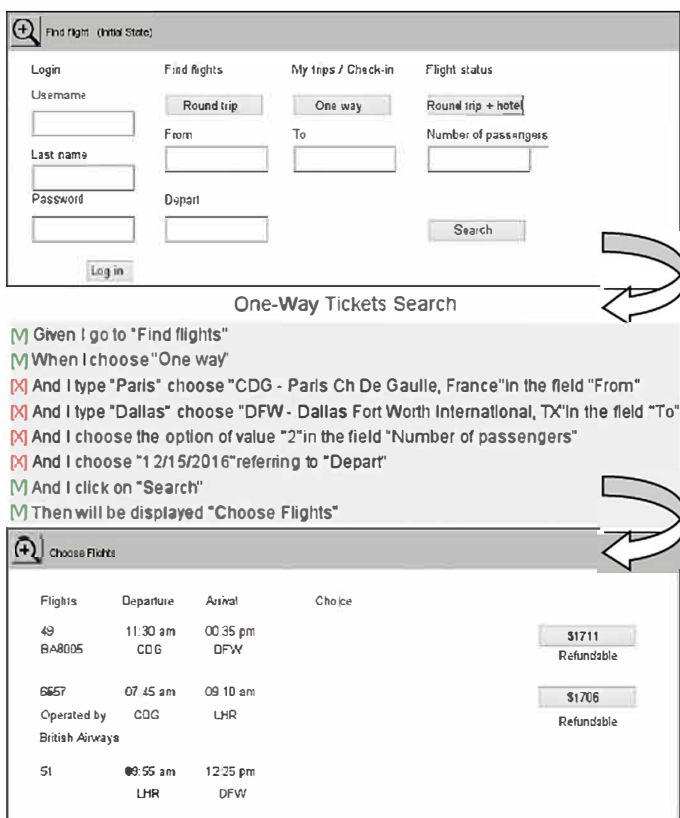 Find flight (Initial State)
Login Find flights My trips / Check-in Flight status
Username Round trip One way Round trip + hotel
From To Number of passengers
Last name
Password Depart
Search
Log in
One-Way Tickets Search
[V] Given I go to "Find flights"
[V] When I choose "One way"
[X] And I type "Paris" choose "CDG - Paris Ch De Gaulle, France"in the field "From"
[X] And I type "Dallas" choose "DFW - Dallas Fort Worth International, TX"in the field "To"
[X] And I choose the option of value "2"in the field "Number of passengers"
[X] And I choose "12/15/2016"referring to "Depart"
[V] And I click on "Search"
[V] Then will be displayed "Choose Flights"
Choose Flights
Flights Departure Arrival Choice
49 11:30 am 00:35 pm $1711
BA8005 CDG DFW Refundable
6557 07:45 am 09:10 am $1706
Operated by CDG LHR Refundable
British Airways
51 09:55 am 12:25 pm
LHR DFW